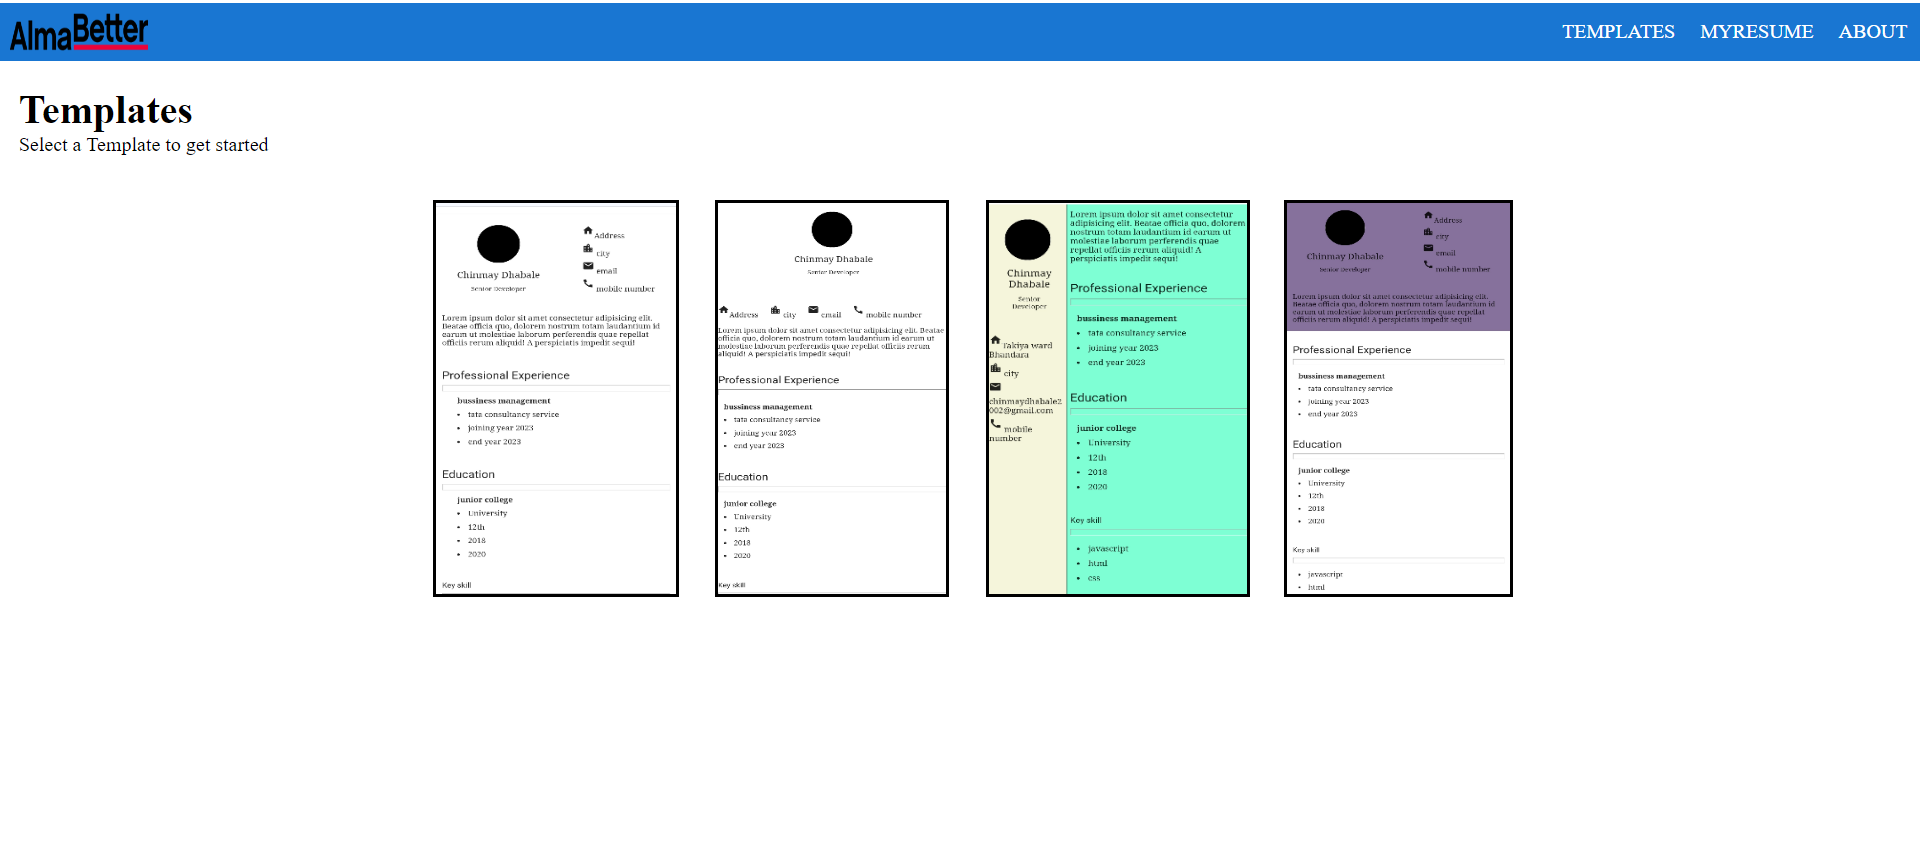 AlmaBetter
TEMPLATES MYRESUME ABOUT
Templates
Select a Template to get started
Chinmay Dhabale
Senior Developer
Address
city
email
mobile number
Lorem ipsum dolor sit amet consectetur adipisicing elit.
Beatae officia quo, dolorem nostrum totam laudantium id
earum ut molestiae laborum perferendis quae repellat
officiis rerum aliquid! A perspiciatis impedit sequi!
Professional Experience
bussiness management
• tata consultancy service
• joining year 2023
• end year 2023
Education
junior college
• University
• 12th
• 2018
• 2020
Key skill
Chinmay Dhabale
Senior Developer
Address city email mobile number
Lorem ipsum dolor sit amet consectetur adipisicing elit. Beatae
officia quo, dolorem nostrum totam laudantium id earum ut
molestiae laborum perferendis quae repellat officiis rerum
aliquid! A perspiciatis impedit sequi!
Professional Experience
bussiness management
• tata consultancy service
• joining year 2023
• end year 2023
Education
junior college
• University
• 12th
• 2018
• 2020
Key skill
Chinmay
Dhabale
Senior
Developer
Takiya ward
Bhandara
city
chinmaydhabale2
002@gmail.com
mobile
number
Lorem ipsum dolor sit amet consectetur
adipisicing elit. Beatae officia quo, dolorem
nostrum totam laudantium id earum ut
molestiae laborum perferendis quae
repellat officiis rerum aliquid! A
perspiciatis impedit sequi!
Professional Experience
bussiness management
• tata consultancy service
• joining year 2023
• end year 2023
Education
junior college
• University
• 12th
• 2018
• 2020
Key skill
• javascript
• html
• css
Chinmay Dhabale
Senior Developer
Address
city
email
mobile number
Lorem ipsum dolor sit amet consectetur adipisicing elit.
Beatae officia quo, dolorem nostrum totam laudantium id
earum ut molestiae laborum perferendis quae repellat
officiis rerum aliquid! A perspiciatis impedit sequi!
Professional Experience
bussiness management
• tata consultancy service
• joining year 2023
• end year 2023
Education
junior college
• University
• 12th
• 2018
• 2020
Key skill
• javascript
• html